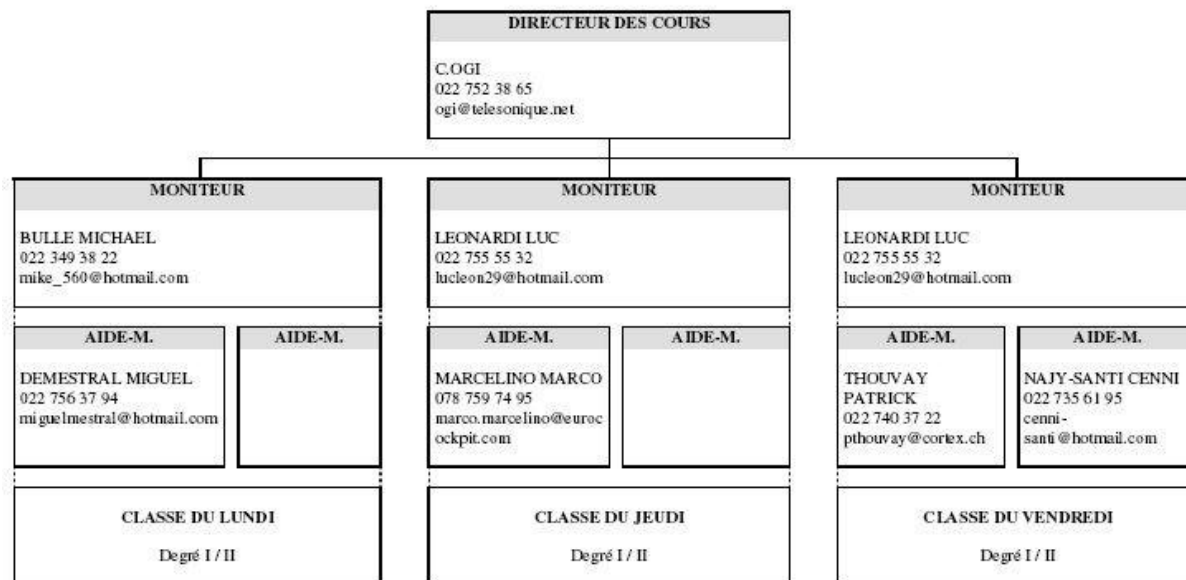 DIRECTEUR DES COURS
C.OGI
022 752 38 65
ogi@telesonique.net
MONITEUR
BULLE MICHAEL
022 349 38 22
mike_560@hotmail.com
AIDE-M.
DEMESTRAL MIGUEL
022 756 37 94
miguelmestral@hotmail.com
AIDE-M.
CLASSE DU LUNDI
Degré I / II
MONITEUR
LEONARDI LUC
022 755 55 32
lucleon29@hotmail.com
AIDE-M.
MARCELINO MARCO
078 759 74 95
marco.marcelino@euroc
ockpit.com
AIDE-M.
CLASSE DU JEUDI
Degré I / II
MONITEUR
LEONARDI LUC
022 755 55 32
lucleon29@hotmail.com
AIDE-M.
THOUVAY
PATRICK
022 740 37 22
pthouvay@cortex.ch
AIDE-M.
NAJY-SANTI CENNI
022 735 61 95
cenni-
santi@hotmail.com
CLASSE DU VENDREDI
Degré I / II